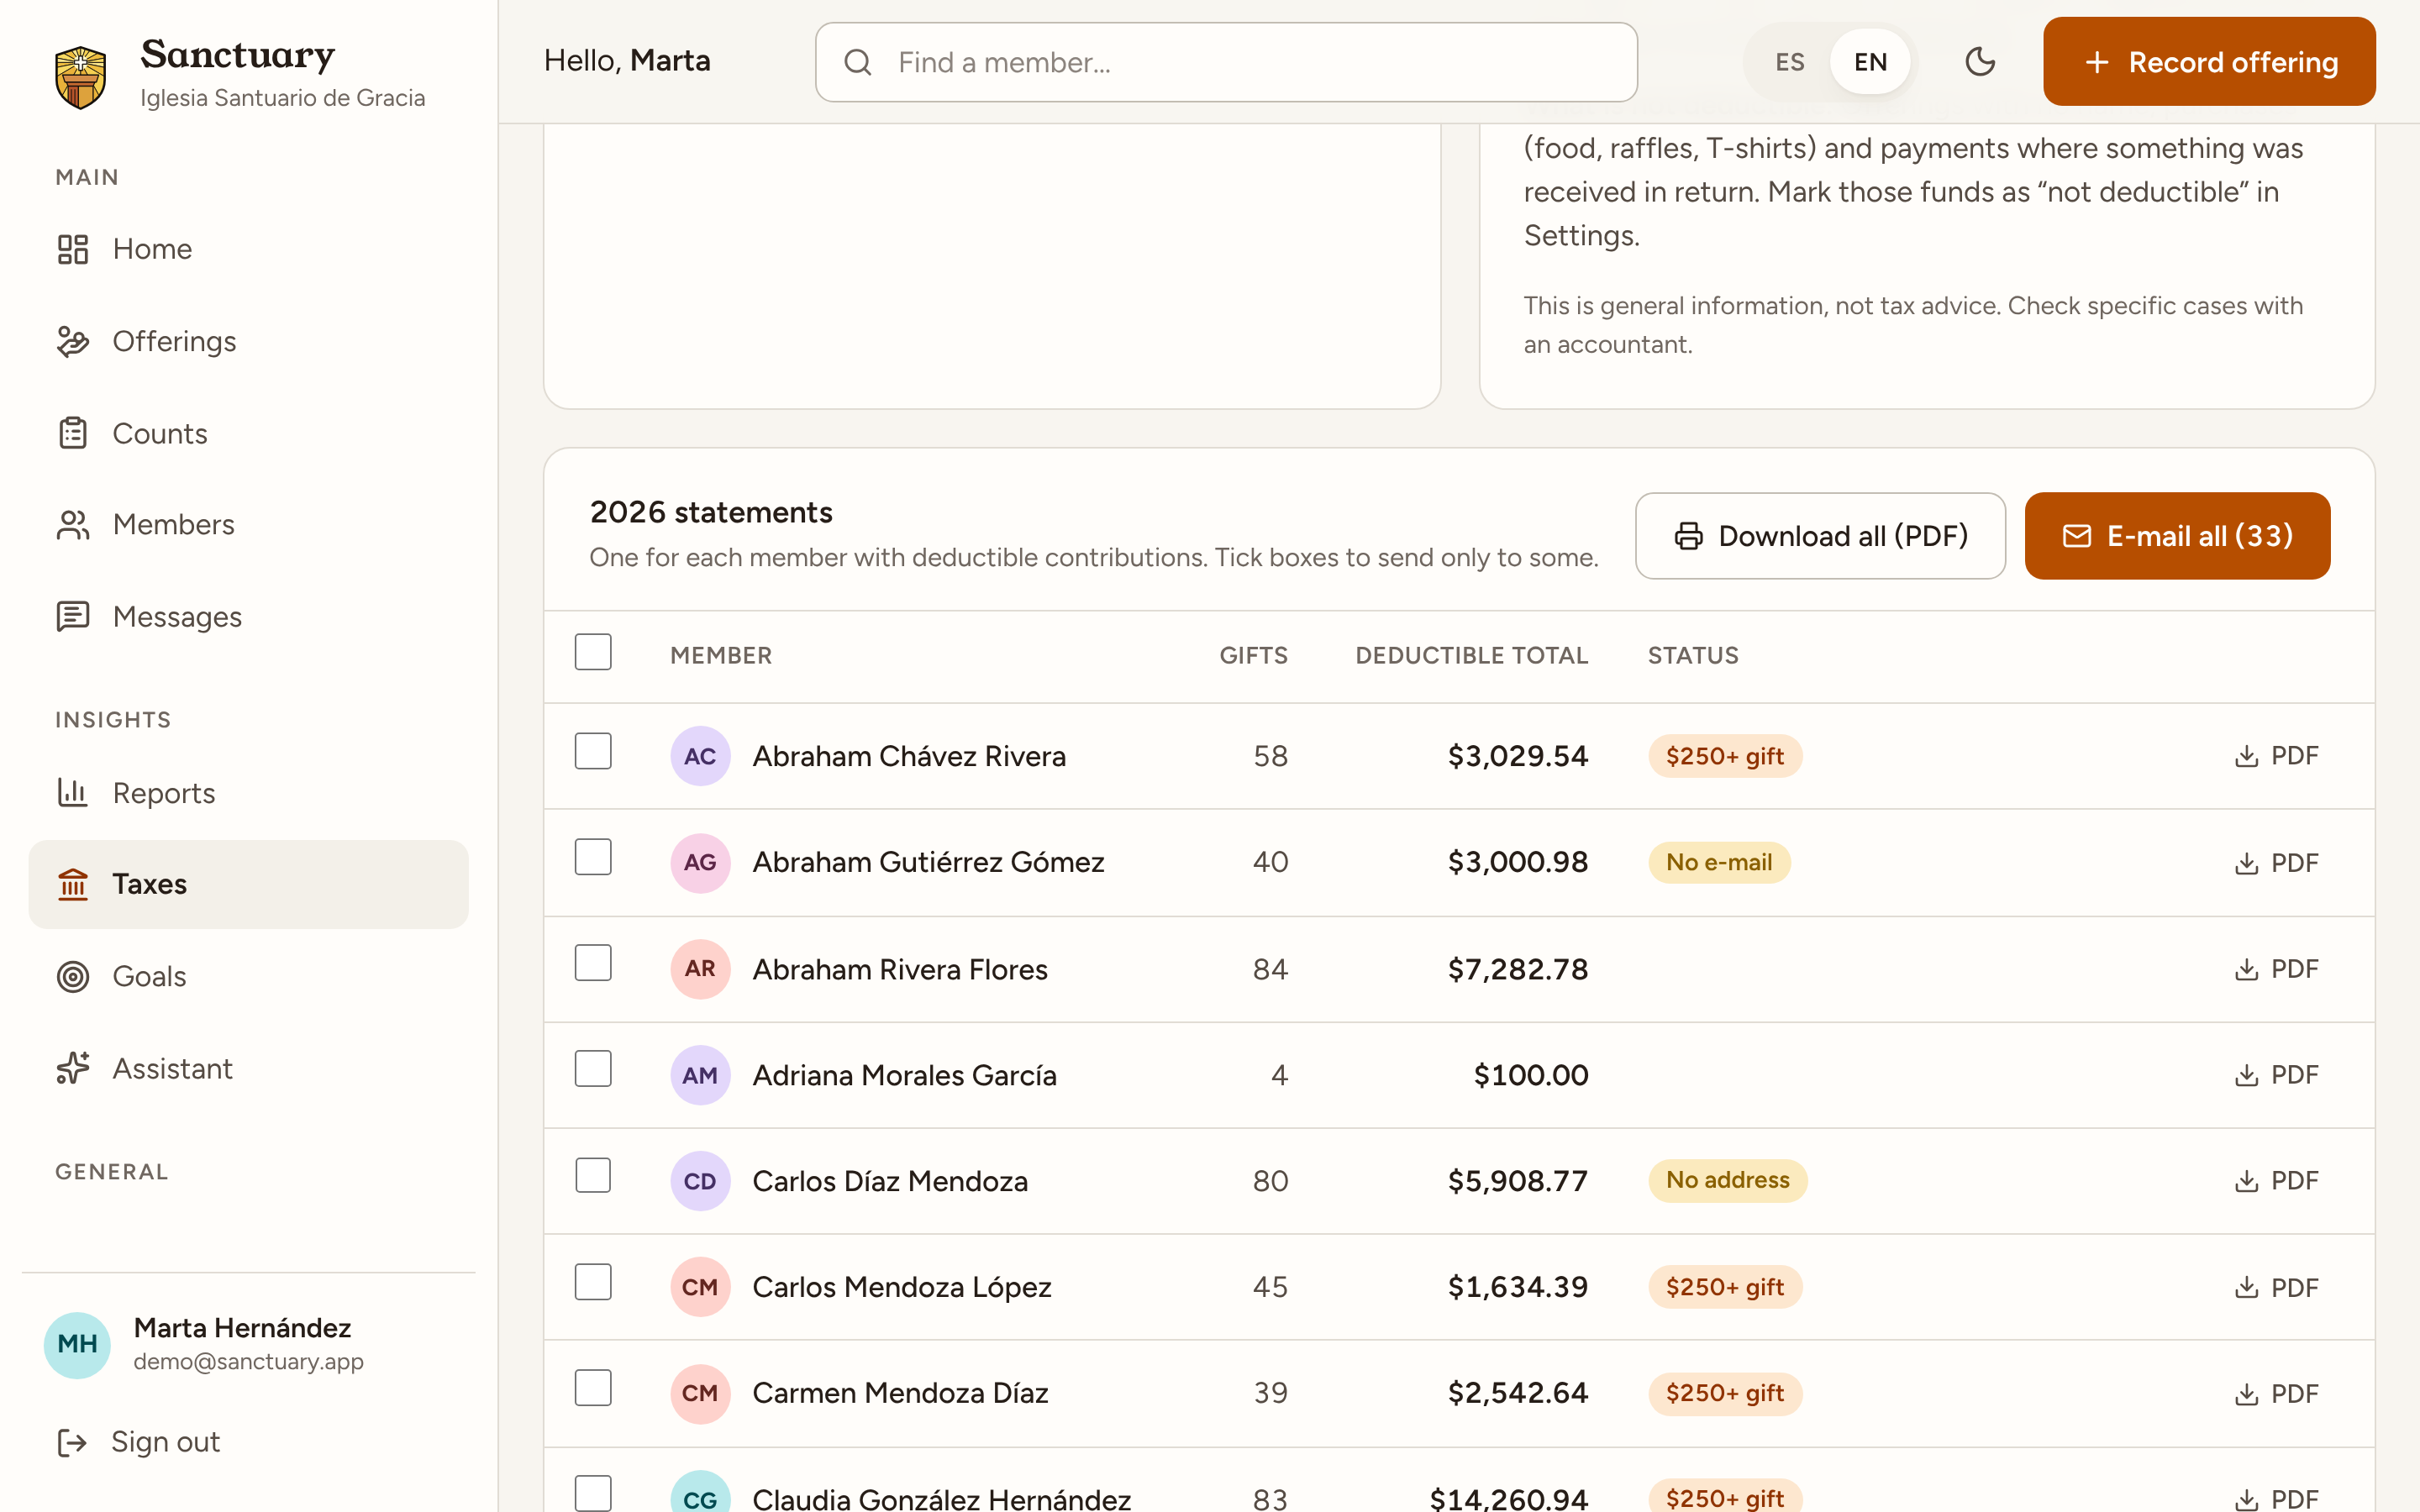 Sanctuary
Iglesia Santuario de Gracia
MAIN
Home
Offerings
Counts
Members
Messages
INSIGHTS
Reports
Taxes
Goals
Assistant
GENERAL
MH
Marta Hernández
demo@sanctuary.app
Sign out
Hello, Marta
Find a member...
ES EN
Record offering
(food, raffles, T-shirts) and payments where something was
received in return. Mark those funds as “not deductible” in
Settings.
This is general information, not tax advice. Check specific cases with
an accountant.
2026 statements
One for each member with deductible contributions. Tick boxes to send only to some.
Download all (PDF)
E-mail all (33)
MEMBER GIFTS DEDUCTIBLE TOTAL STATUS
AC Abraham Chávez Rivera 58 $3,029.54 $250+ gift PDF
AG Abraham Gutiérrez Gómez 40 $3,000.98 No e-mail PDF
AR Abraham Rivera Flores 84 $7,282.78 PDF
AM Adriana Morales García 4 $100.00 PDF
CD Carlos Díaz Mendoza 80 $5,908.77 No address PDF
CM Carlos Mendoza López 45 $1,634.39 $250+ gift PDF
CM Carmen Mendoza Díaz 39 $2,542.64 $250+ gift PDF
CG Claudia González Hernández 83 $14,260.94 $250+ gift PDF